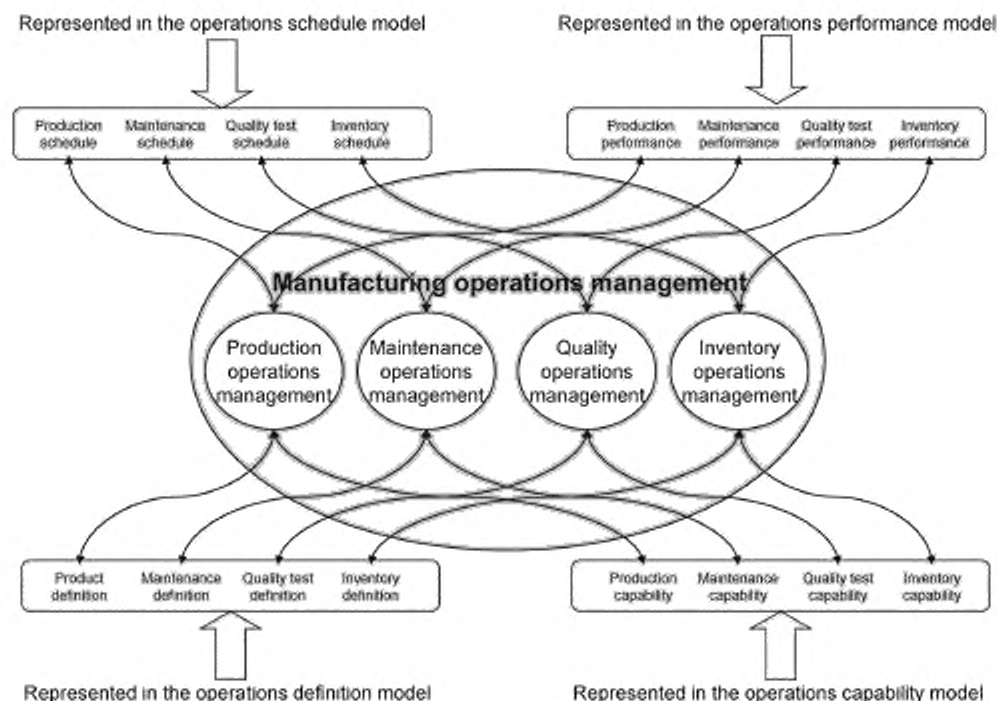 Represented in the operations schedule model
Represented in the operations performance model
Production schedule
Maintenance schedule
Quality test schedule
Inventory schedule
Production performance
Maintenance performance
Quality test performance
Inventory performance
Manufacturing operations management
Production
operations
management
Maintenance
operations
management
Quality
operations
management
Inventory
operations
management
Product
definition
Maintenance
definition
Quality test
definition
Inventory
definition
Production
capability
Maintenance
capability
Quality test
capability
Inventory
capability
Represented in the operations definition model
Represented in the operations capability model